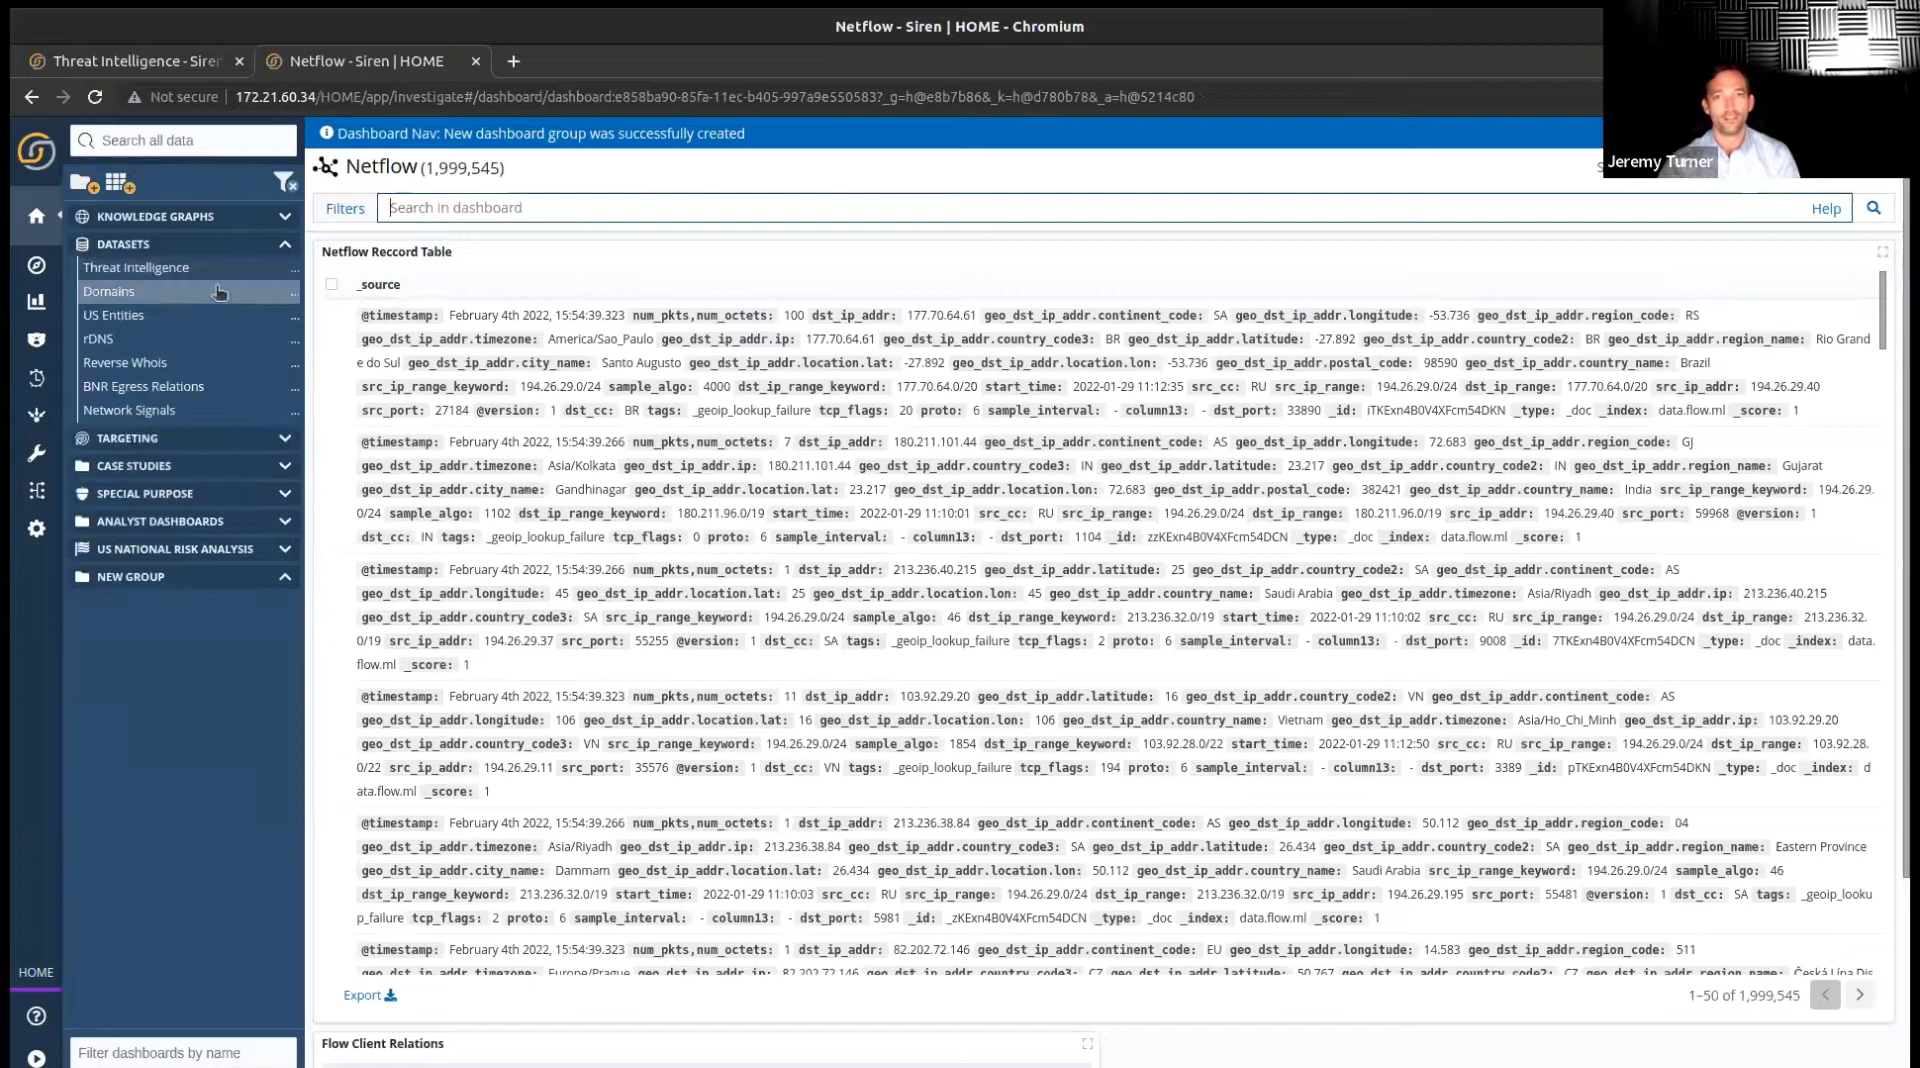 Netflow - Siren | HOME - Chromium
Threat Intelligence - Siren
Netflow - Siren | HOME
Not secure 172.21.60.34/HOME/app/investigate#/dashboard/dashboard:e858ba90-85fa-11ec-b405-997a9e550583?_g=h@e8b7b86&_k=h@d780b78&_a=h@5214c80
Jeremy Turner
Search all data
KNOWLEDGE GRAPHS
DATASETS
Threat Intelligence ...
Domains ...
US Entities ...
rDNS ...
Reverse Whois ...
BNR Egress Relations ...
Network Signals ...
TARGETING
CASE STUDIES
SPECIAL PURPOSE
ANALYST DASHBOARDS
US NATIONAL RISK ANALYSIS
NEW GROUP
HOME
Filter dashboards by name
Dashboard Nav: New dashboard group was successfully created
Netflow (1,999,545)
Filters Search in dashboard Help
Netflow Reccord Table
_source
@timestamp: February 4th 2022, 15:54:39.323 num_pkts,num_octets: 100 dst_ip_addr: 177.70.64.61 geo_dst_ip_addr.continent_code: SA geo_dst_ip_addr.longitude: -53.736 geo_dst_ip_addr.region_code: RS
geo_dst_ip_addr.timezone: America/Sao_Paulo geo_dst_ip_addr.ip: 177.70.64.61 geo_dst_ip_addr.country_code3: BR geo_dst_ip_addr.latitude: -27.892 geo_dst_ip_addr.country_code2: BR geo_dst_ip_addr.region_name: Rio Grand
e do Sul geo_dst_ip_addr.city_name: Santo Augusto geo_dst_ip_addr.location.lat: -27.892 geo_dst_ip_addr.location.lon: -53.736 geo_dst_ip_addr.postal_code: 98590 geo_dst_ip_addr.country_name: Brazil
src_ip_range_keyword: 194.26.29.0/24 sample_algo: 4000 dst_ip_range_keyword: 177.70.64.0/20 start_time: 2022-01-29 11:12:35 src_cc: RU src_ip_range: 194.26.29.0/24 dst_ip_range: 177.70.64.0/20 src_ip_addr: 194.26.29.40
src_port: 27184 @version: 1 dst_cc: BR tags: _geoip_lookup_failure tcp_flags: 20 proto: 6 sample_interval: - column13: - dst_port: 33890 _id: iTKExn4B0V4XFcm54DKN _type: _doc _index: data.flow.ml _score: 1
@timestamp: February 4th 2022, 15:54:39.266 num_pkts,num_octets: 7 dst_ip_addr: 180.211.101.44 geo_dst_ip_addr.continent_code: AS geo_dst_ip_addr.longitude: 72.683 geo_dst_ip_addr.region_code: GJ
geo_dst_ip_addr.timezone: Asia/Kolkata geo_dst_ip_addr.ip: 180.211.101.44 geo_dst_ip_addr.country_code3: IN geo_dst_ip_addr.latitude: 23.217 geo_dst_ip_addr.country_code2: IN geo_dst_ip_addr.region_name: Gujarat
geo_dst_ip_addr.city_name: Gandhinagar geo_dst_ip_addr.location.lat: 23.217 geo_dst_ip_addr.location.lon: 72.683 geo_dst_ip_addr.postal_code: 382421 geo_dst_ip_addr.country_name: India src_ip_range_keyword: 194.26.29.
0/24 sample_algo: 1102 dst_ip_range_keyword: 180.211.96.0/19 start_time: 2022-01-29 11:10:01 src_cc: RU src_ip_range: 194.26.29.0/24 dst_ip_range: 180.211.96.0/19 src_ip_addr: 194.26.29.40 src_port: 59968 @version: 1
dst_cc: IN tags: _geoip_lookup_failure tcp_flags: 0 proto: 6 sample_interval: - column13: - dst_port: 1104 _id: zzKExn4B0V4XFcm54DCN _type: _doc _index: data.flow.ml _score: 1
@timestamp: February 4th 2022, 15:54:39.266 num_pkts,num_octets: 1 dst_ip_addr: 213.236.40.215 geo_dst_ip_addr.latitude: 25 geo_dst_ip_addr.country_code2: SA geo_dst_ip_addr.continent_code: AS
geo_dst_ip_addr.longitude: 45 geo_dst_ip_addr.location.lat: 25 geo_dst_ip_addr.location.lon: 45 geo_dst_ip_addr.country_name: Saudi Arabia geo_dst_ip_addr.timezone: Asia/Riyadh geo_dst_ip_addr.ip: 213.236.40.215
geo_dst_ip_addr.country_code3: SA src_ip_range_keyword: 194.26.29.0/24 sample_algo: 46 dst_ip_range_keyword: 213.236.32.0/19 start_time: 2022-01-29 11:10:02 src_cc: RU src_ip_range: 194.26.29.0/24 dst_ip_range: 213.236.32.
0/19 src_ip_addr: 194.26.29.37 src_port: 55255 @version: 1 dst_cc: SA tags: _geoip_lookup_failure tcp_flags: 2 proto: 6 sample_interval: - column13: - dst_port: 9008 _id: 7TKExn4B0V4XFcm54DCN _type: _doc _index: data.
flow.ml _score: 1
@timestamp: February 4th 2022, 15:54:39.323 num_pkts,num_octets: 11 dst_ip_addr: 103.92.29.20 geo_dst_ip_addr.latitude: 16 geo_dst_ip_addr.country_code2: VN geo_dst_ip_addr.continent_code: AS
geo_dst_ip_addr.longitude: 106 geo_dst_ip_addr.location.lat: 16 geo_dst_ip_addr.location.lon: 106 geo_dst_ip_addr.country_name: Vietnam geo_dst_ip_addr.timezone: Asia/Ho_Chi_Minh geo_dst_ip_addr.ip: 103.92.29.20
geo_dst_ip_addr.country_code3: VN src_ip_range_keyword: 194.26.29.0/24 sample_algo: 1854 dst_ip_range_keyword: 103.92.28.0/22 start_time: 2022-01-29 11:12:50 src_cc: RU src_ip_range: 194.26.29.0/24 dst_ip_range: 103.92.28.
0/22 src_ip_addr: 194.26.29.11 src_port: 35576 @version: 1 dst_cc: VN tags: _geoip_lookup_failure tcp_flags: 194 proto: 6 sample_interval: - column13: - dst_port: 3389 _id: pTKExn4B0V4XFcm54DKN _type: _doc _index: d
ata.flow.ml _score: 1
@timestamp: February 4th 2022, 15:54:39.266 num_pkts,num_octets: 1 dst_ip_addr: 213.236.38.84 geo_dst_ip_addr.continent_code: AS geo_dst_ip_addr.longitude: 50.112 geo_dst_ip_addr.region_code: 04
geo_dst_ip_addr.timezone: Asia/Riyadh geo_dst_ip_addr.ip: 213.236.38.84 geo_dst_ip_addr.country_code3: SA geo_dst_ip_addr.latitude: 26.434 geo_dst_ip_addr.country_code2: SA geo_dst_ip_addr.region_name: Eastern Province
geo_dst_ip_addr.city_name: Dammam geo_dst_ip_addr.location.lat: 26.434 geo_dst_ip_addr.location.lon: 50.112 geo_dst_ip_addr.country_name: Saudi Arabia src_ip_range_keyword: 194.26.29.0/24 sample_algo: 46
dst_ip_range_keyword: 213.236.32.0/19 start_time: 2022-01-29 11:10:03 src_cc: RU src_ip_range: 194.26.29.0/24 dst_ip_range: 213.236.32.0/19 src_ip_addr: 194.26.29.195 src_port: 55481 @version: 1 dst_cc: SA tags: _geoip_looku
p_failure tcp_flags: 2 proto: 6 sample_interval: - column13: - dst_port: 5981 _id: _zKExn4B0V4XFcm54DCN _type: _doc _index: data.flow.ml _score: 1
@timestamp: February 4th 2022, 15:54:39.323 num_pkts,num_octets: 1 dst_ip_addr: 82.202.72.146 geo_dst_ip_addr.continent_code: EU geo_dst_ip_addr.longitude: 14.583 geo_dst_ip_addr.region_code: 511
geo_dst_ip_addr.timezone: Europe/Prague geo_dst_ip_addr.ip: 82.202.72.146 geo_dst_ip_addr.country_code3: CZ geo_dst_ip_addr.latitude: 50.767 geo_dst_ip_addr.country_code2: CZ geo_dst_ip_addr.region_name: Česká Lípa Dis
Export 1–50 of 1,999,545
Flow Client Relations